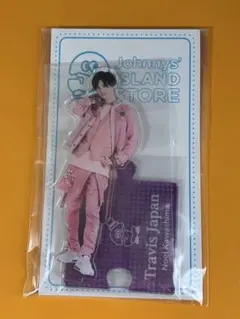 Johnnys'
ISLAND
STORE
Travis Japan
Noel Kawashima